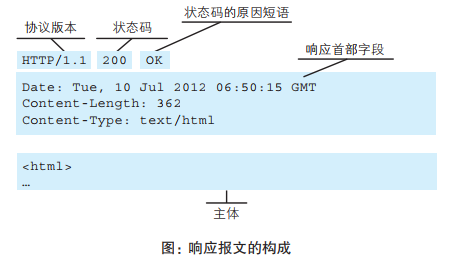 状态码的原因短语
协议版本
状态码
响应首部字段
HTTP/1.1 200 OK
Date: Tue, 10 Jul 2012 06:50:15 GMT
Content-Length: 362
Content-Type: text/html
<html>
…
主体
图：响应报文的构成